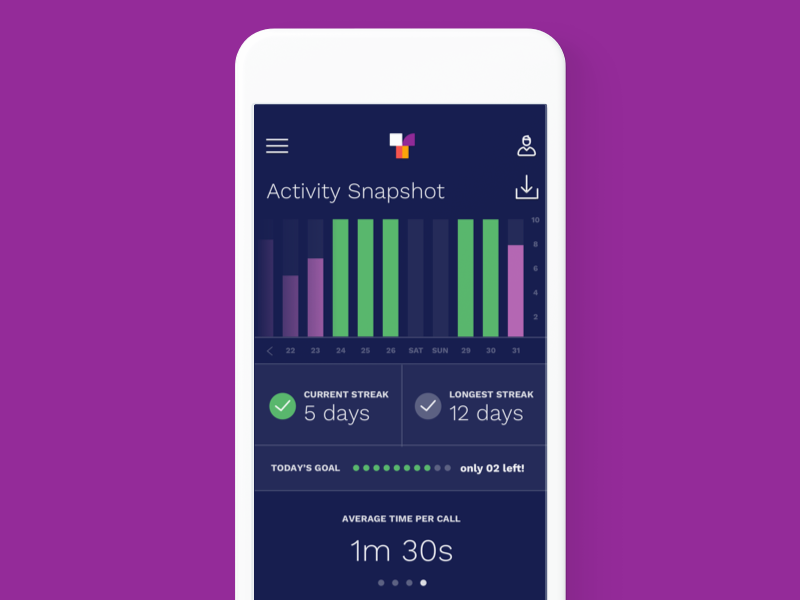 Activity Snapshot
10
8
6
4
2
22 23 24 25 26 SAT SUN 29 30 31
CURRENT STREAK
5 days
LONGEST STREAK
12 days
TODAY'S GOAL only 02 left!
AVERAGE TIME PER CALL
1m 30s